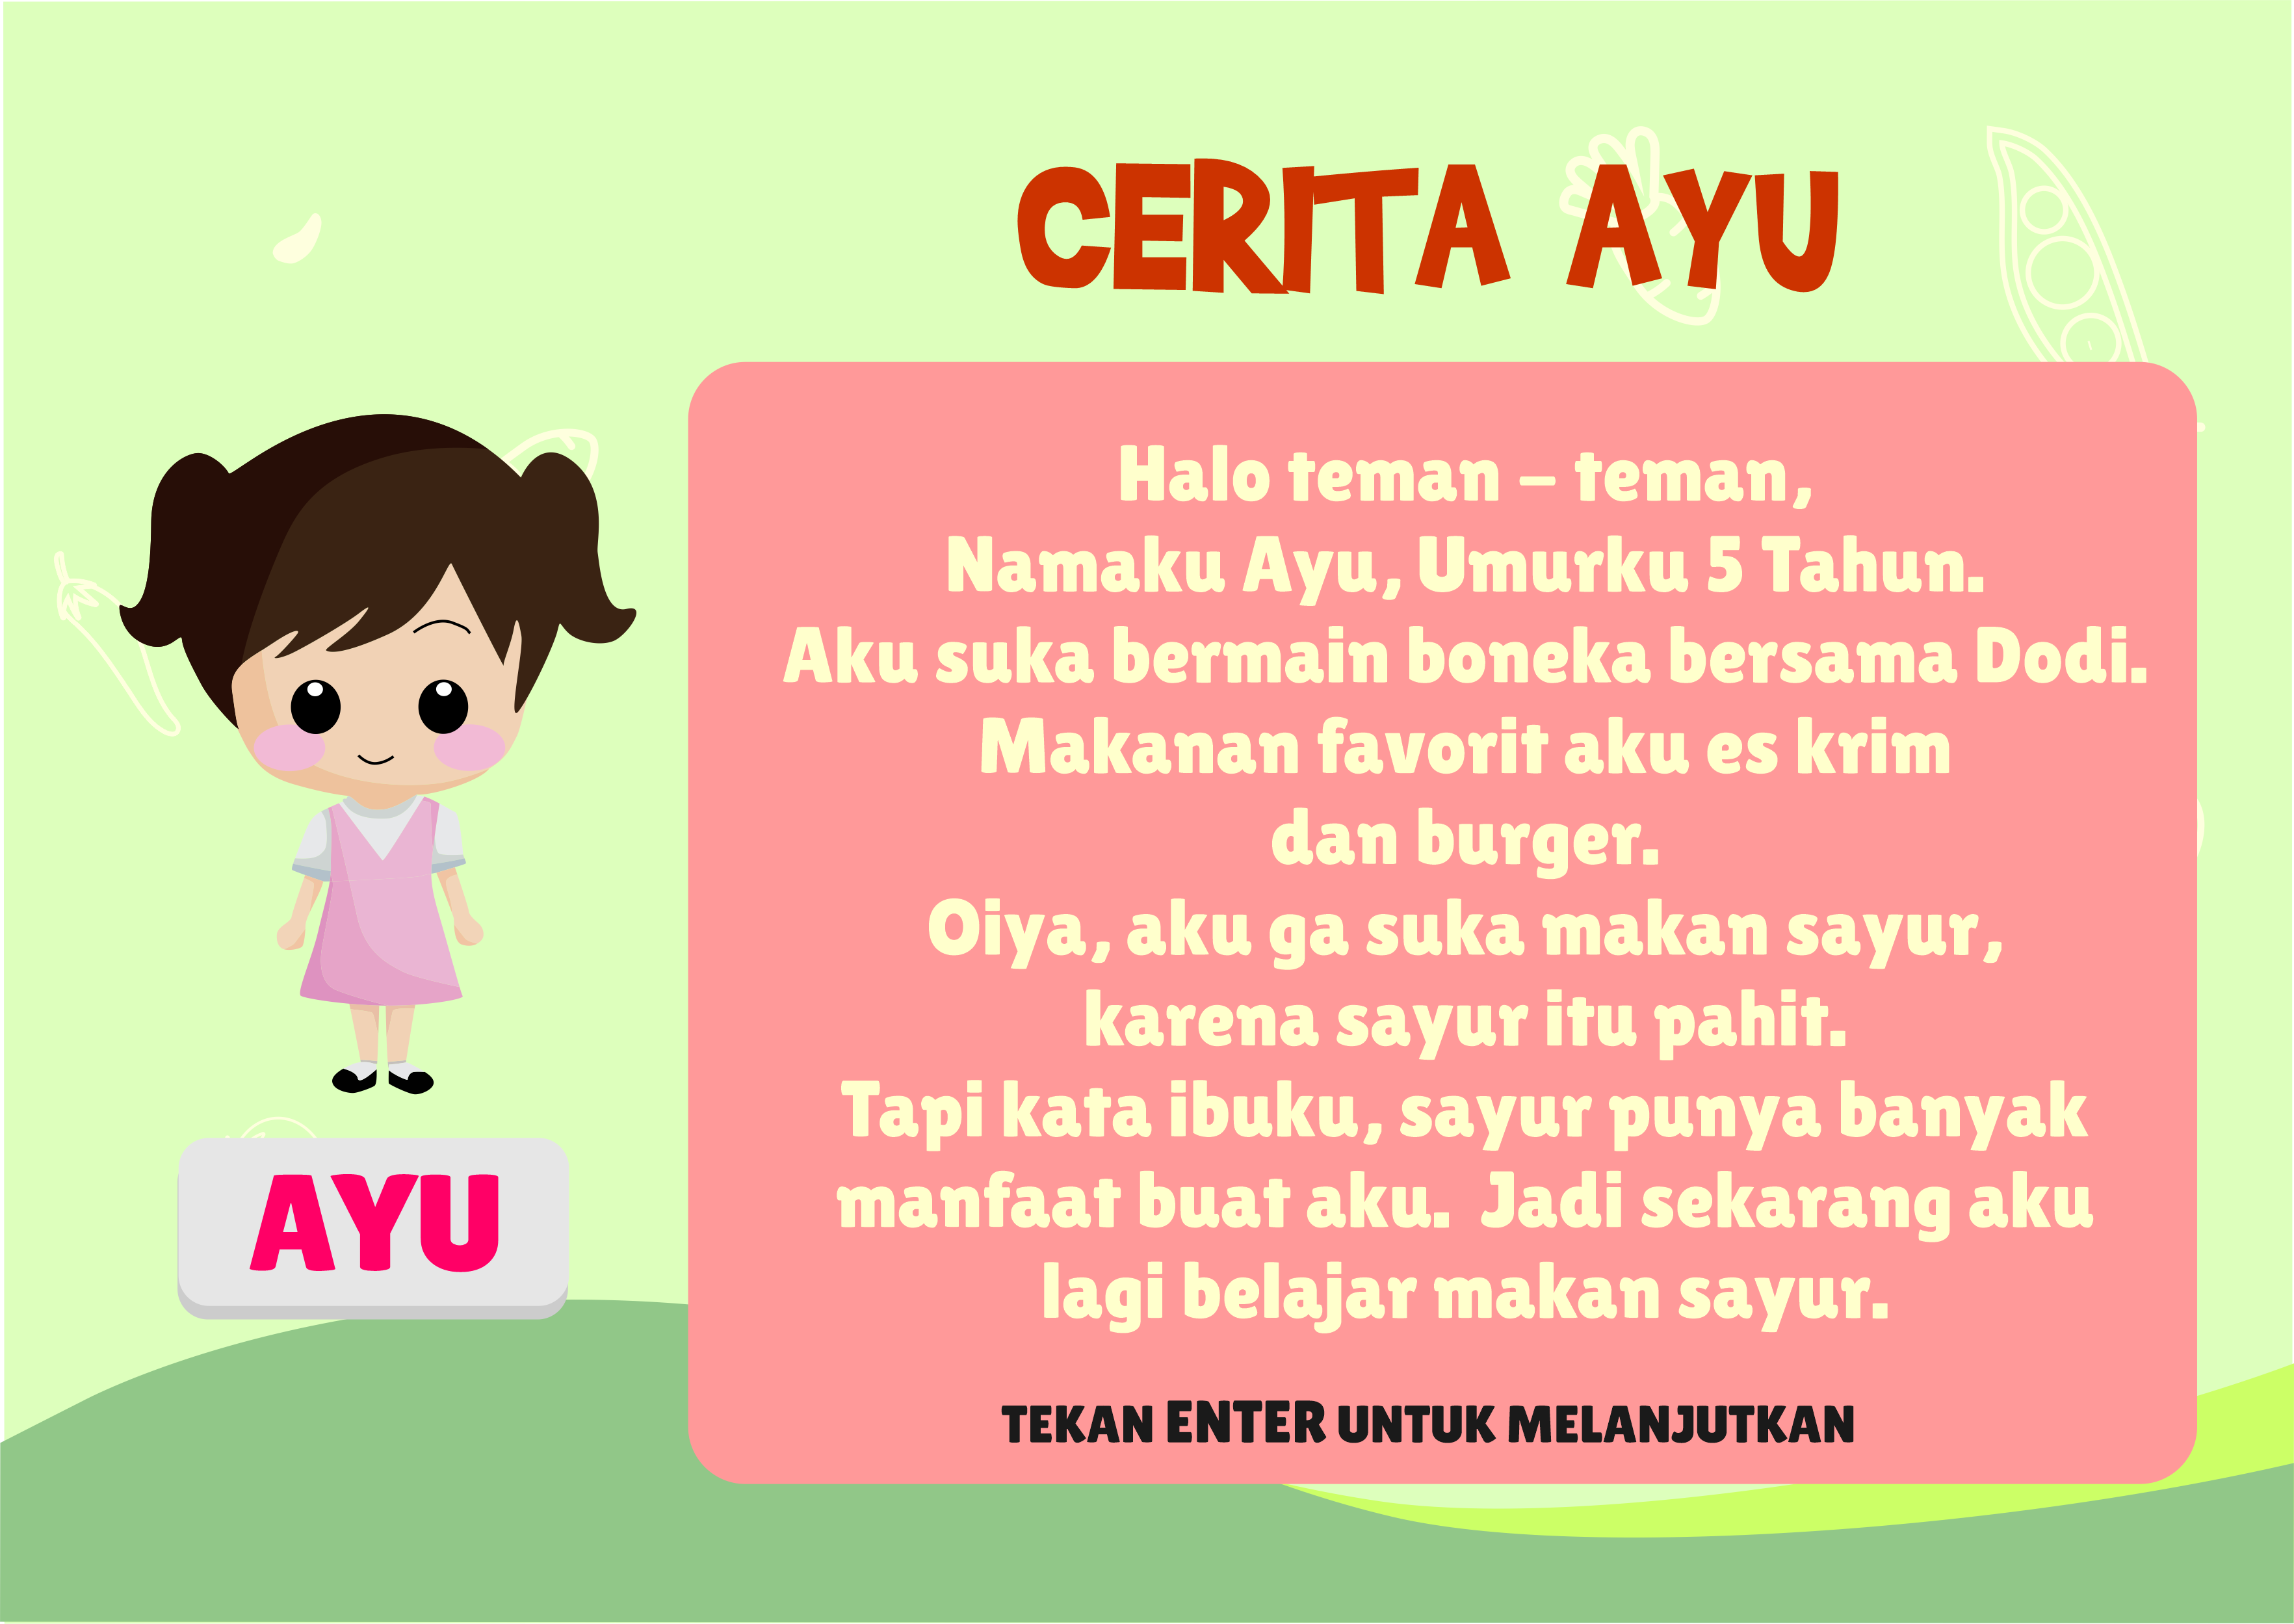 CERITA AYU
Halo teman – teman,
Namaku Ayu, Umurku 5 Tahun.
Aku suka bermain boneka bersama Dodi.
Makanan favorit aku es krim
dan burger.
Oiya, aku ga suka makan sayur,
karena sayur itu pahit.
Tapi kata ibuku, sayur punya banyak
manfaat buat aku. Jadi sekarang aku
lagi belajar makan sayur.
AYU
TEKAN ENTER UNTUK MELANJUTKAN